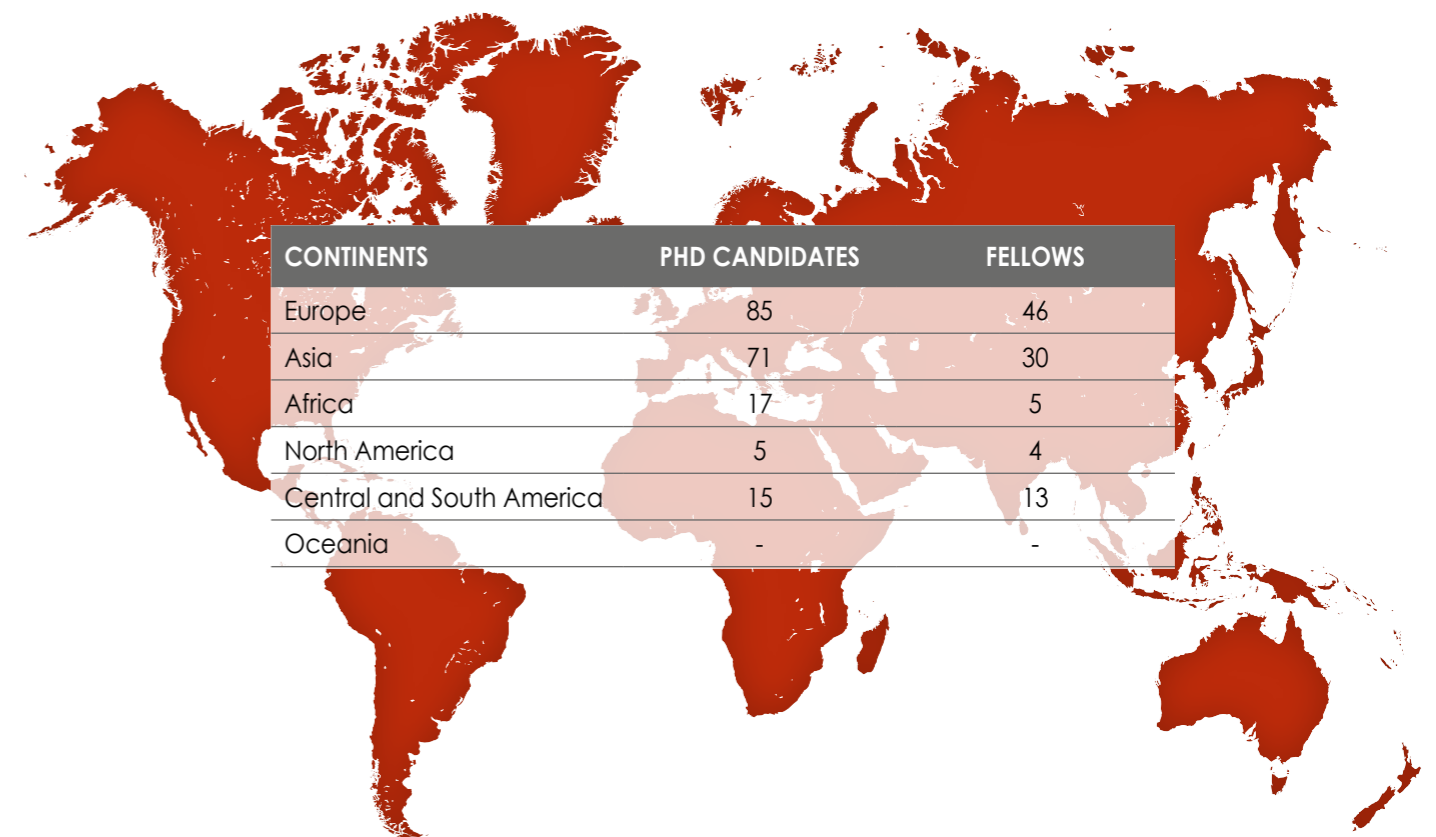 CONTINENTS PHD CANDIDATES FELLOWS
Europe 85 46
Asia 71 30
Africa 17 5
North America 5 4
Central and South America 15 13
Oceania - -